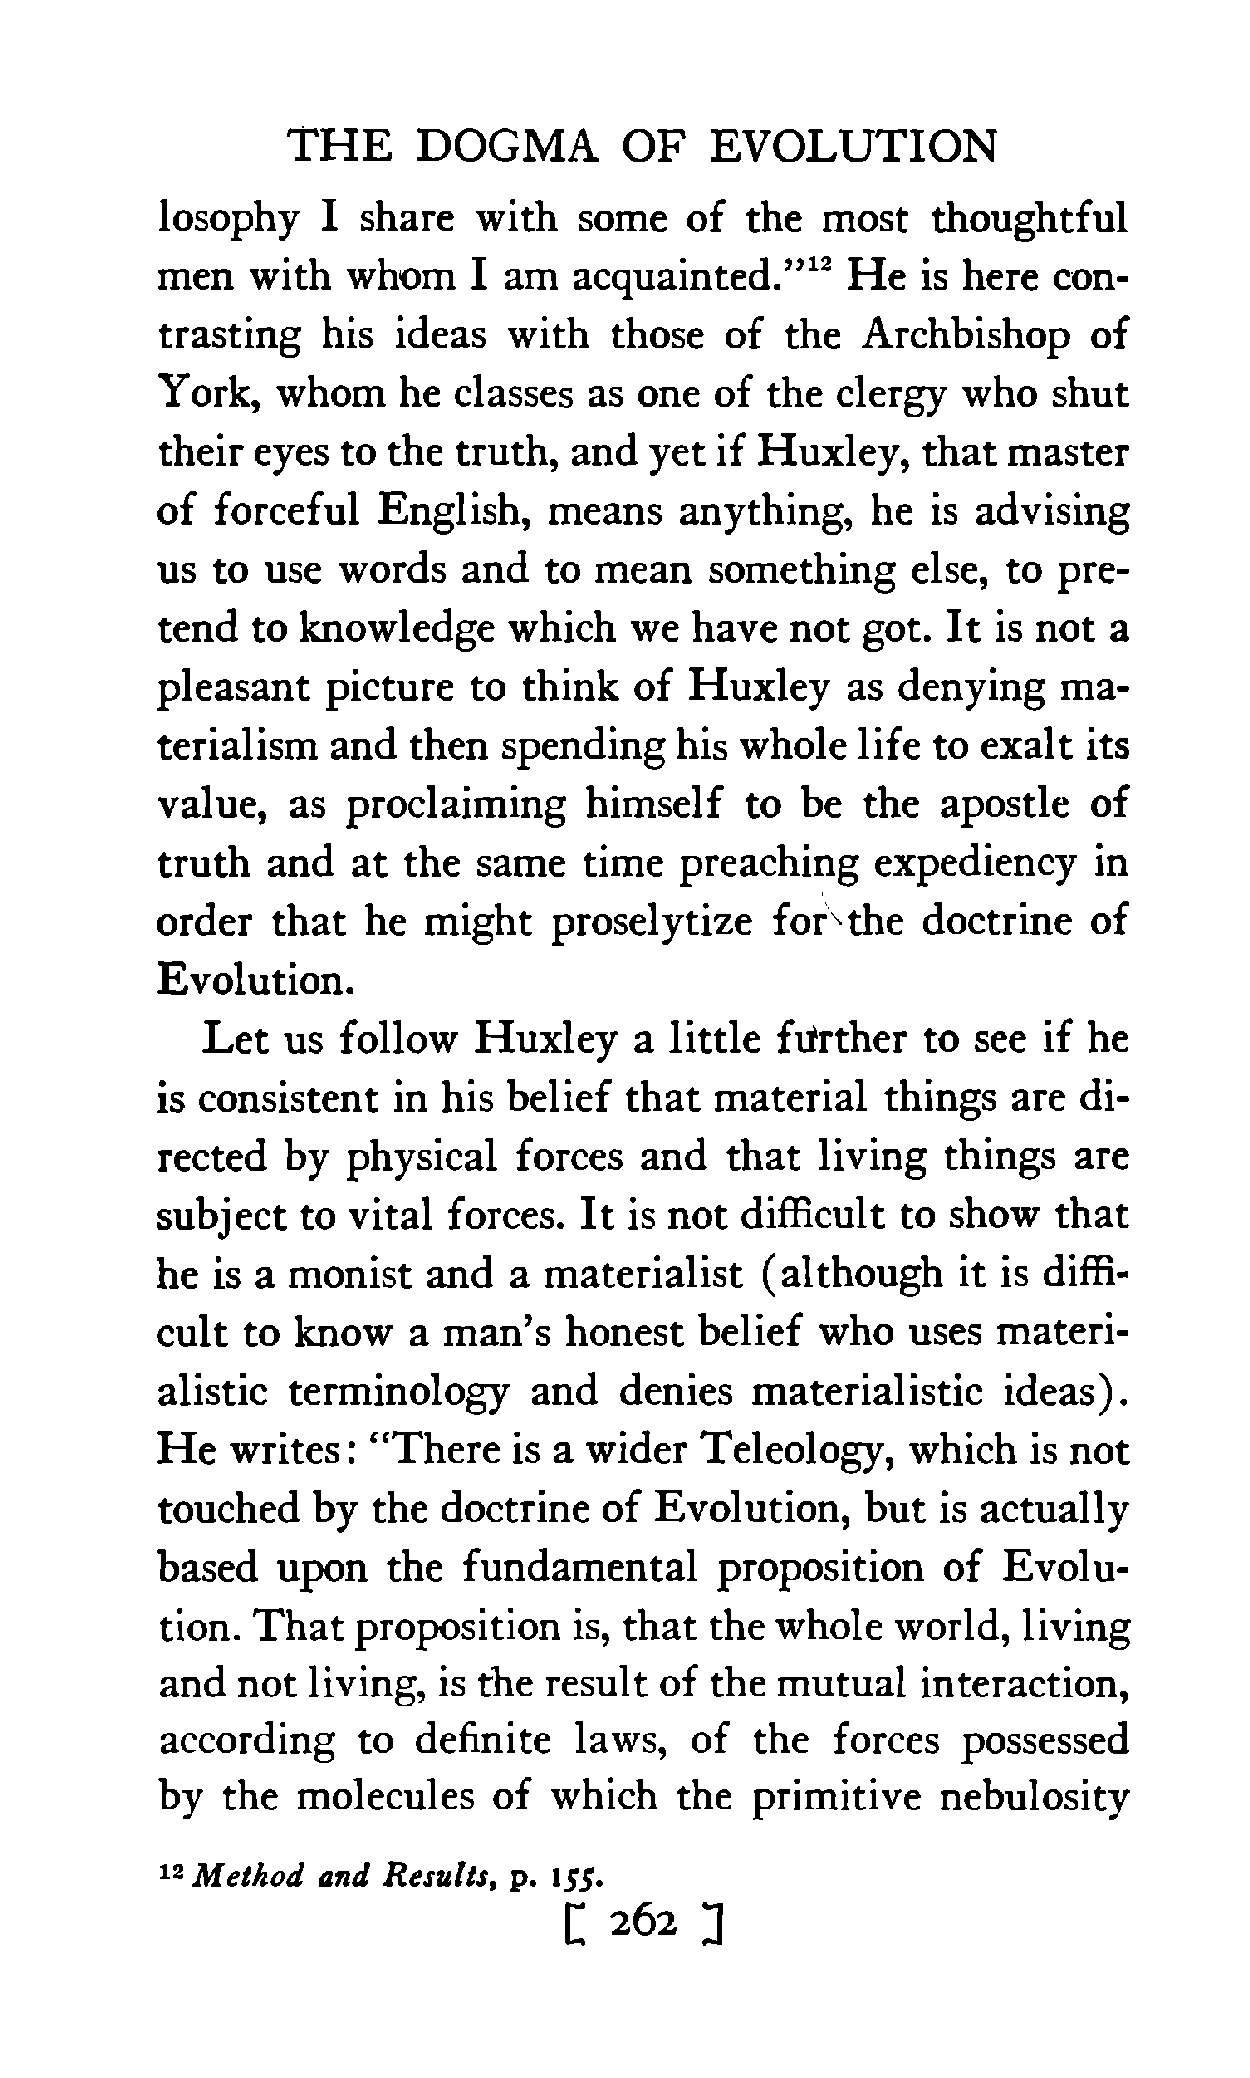 THE DOGMA OF EVOLUTION
losophy I share with some of the most thoughtful
men with whom I am acquainted."12 He is here con-
trasting his ideas with those of the Archbishop of
York, whom he classes as one of the clergy who shut
their eyes to the truth, and yet if Huxley, that master
of forceful English, means anything, he is advising
us to use words and to mean something else, to pre-
tend to knowledge which we have not got. It is not a
pleasant picture to think of Huxley as denying ma-
terialism and then spending his whole life to exalt its
value, as proclaiming himself to be the apostle of
truth and at the same time preaching expediency in
order that he might proselytize for the doctrine of
Evolution.
Let us follow Huxley a little further to see if he
is consistent in his belief that material things are di-
rected by physical forces and that living things are
subject to vital forces. It is not difficult to show that
he is a monist and a materialist (although it is diffi-
cult to know a man's honest belief who uses materi-
alistic terminology and denies materialistic ideas).
He writes: "There is a wider Teleology, which is not
touched by the doctrine of Evolution, but is actually
based upon the fundamental proposition of Evolu-
tion. That proposition is, that the whole world, living
and not living, is the result of the mutual interaction,
according to definite laws, of the forces possessed
by the molecules of which the primitive nebulosity
12 Method and Results, p. 155.
[ 262 ]